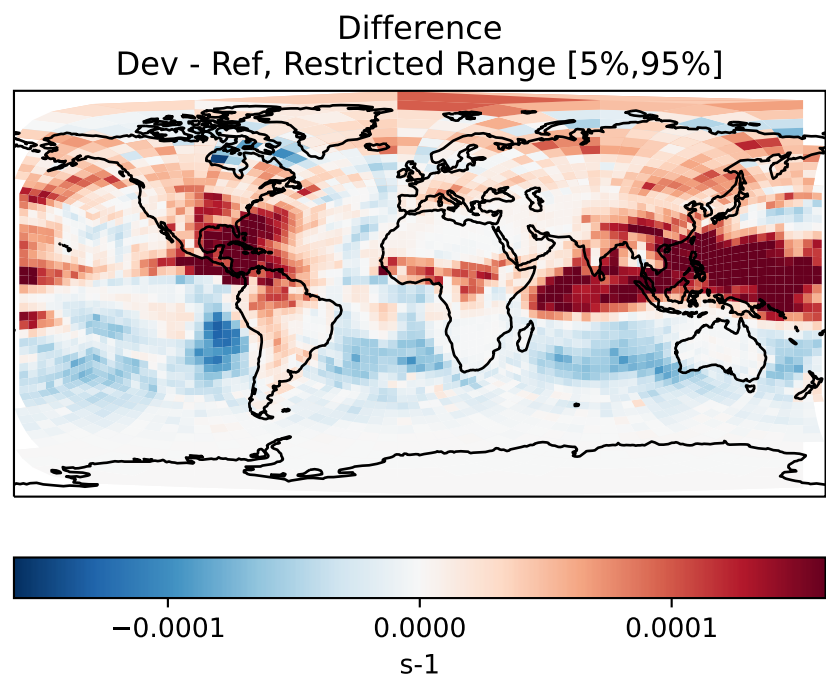 Difference
Dev - Ref, Restricted Range [5%,95%]
−0.0001 0.0000 0.0001
s-1